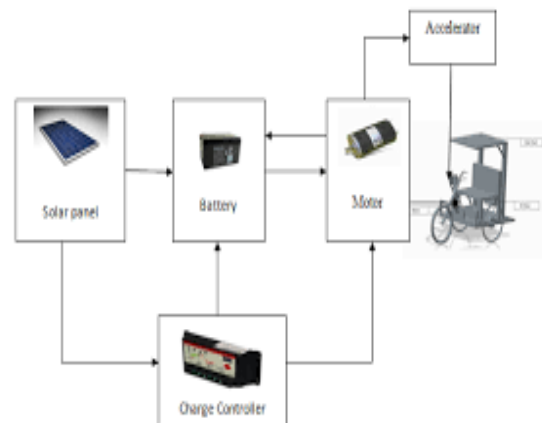 Accelerator
Solar panel
Battery
Motor
Charge Controller